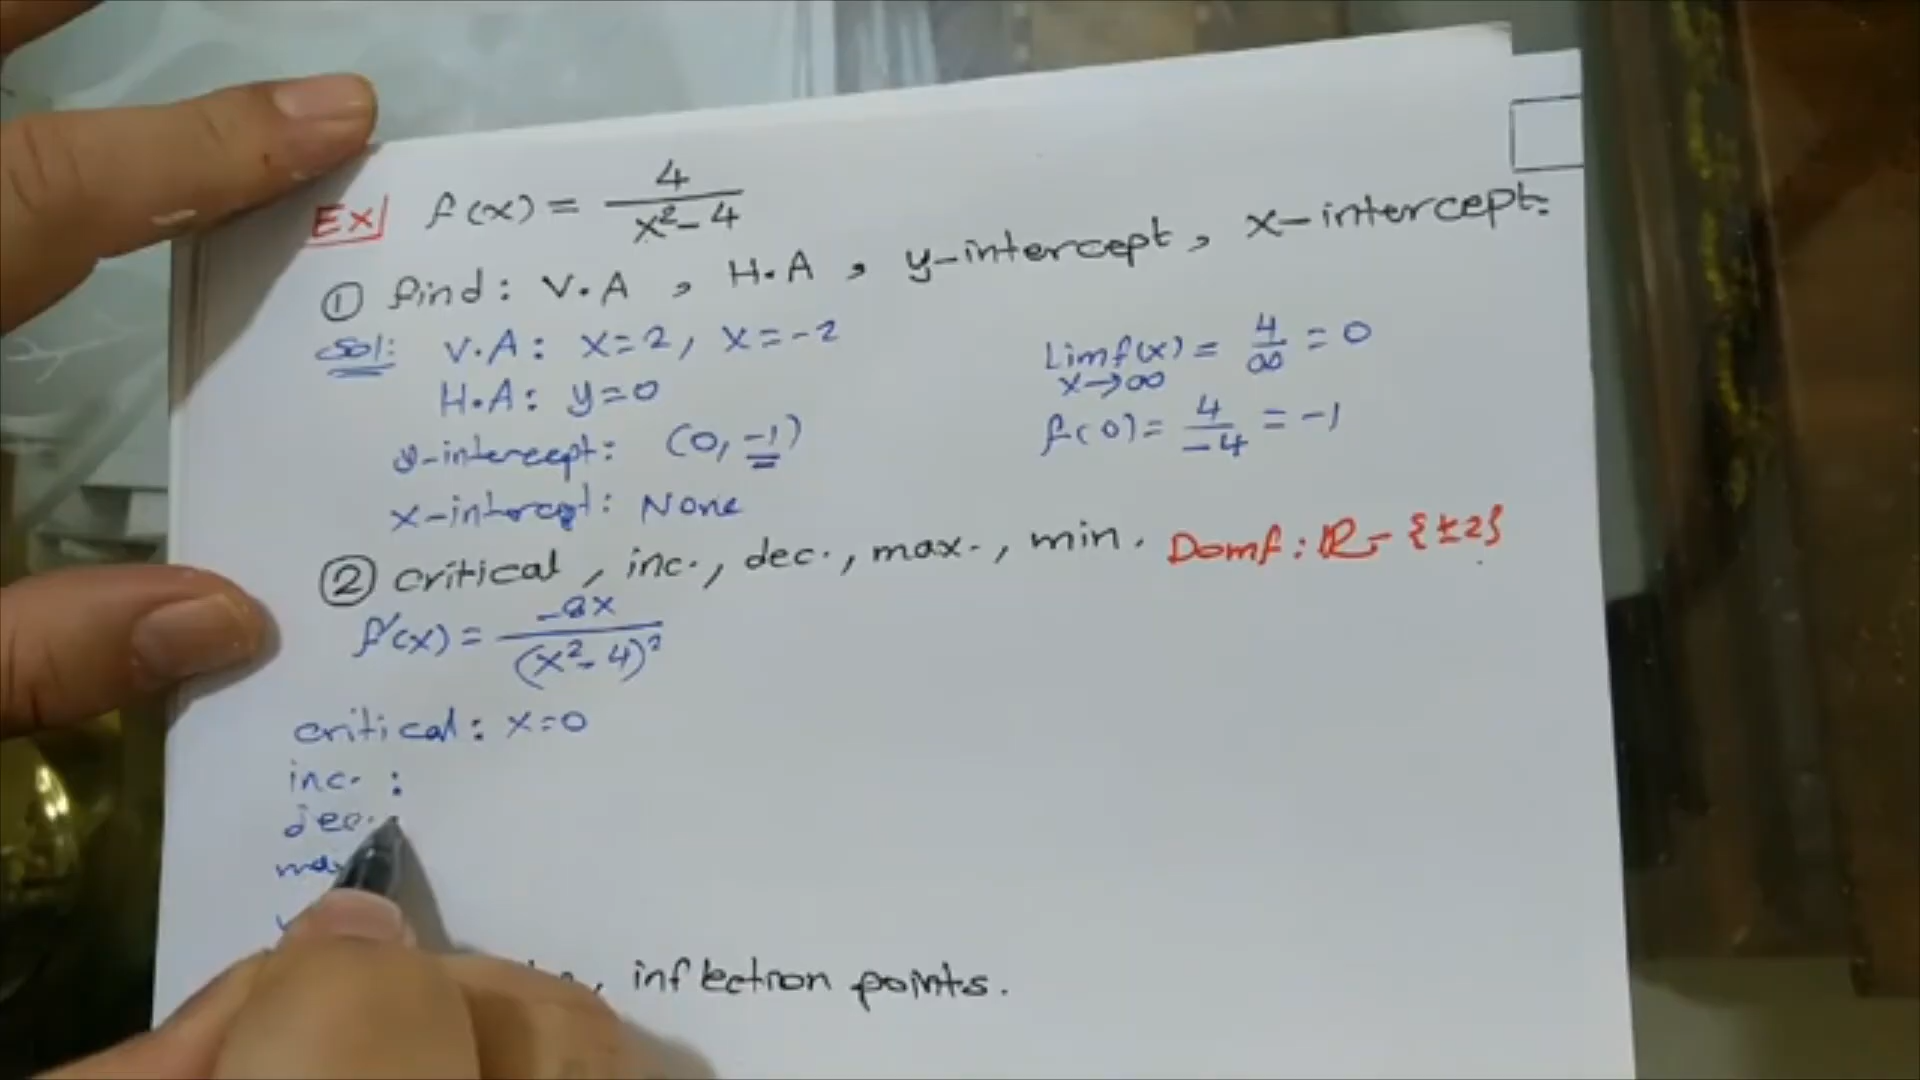 Ex f(x) = 4/(x²-4)
① find: V.A , H.A , y-intercept, x-intercept:
Sol: V.A: x=2, x=-2
Lim f(x) = 4/∞ = 0
x→∞
H.A: y=0
y-intercept: (0, -1)
f(0) = 4/-4 = -1
x-intercept: None
② critical, inc., dec., max., min. Domf: ℝ-{±2}
f'(x) = -8x/(x²-4)²
critical: x=0
inc. :
dec. :
inflection points.